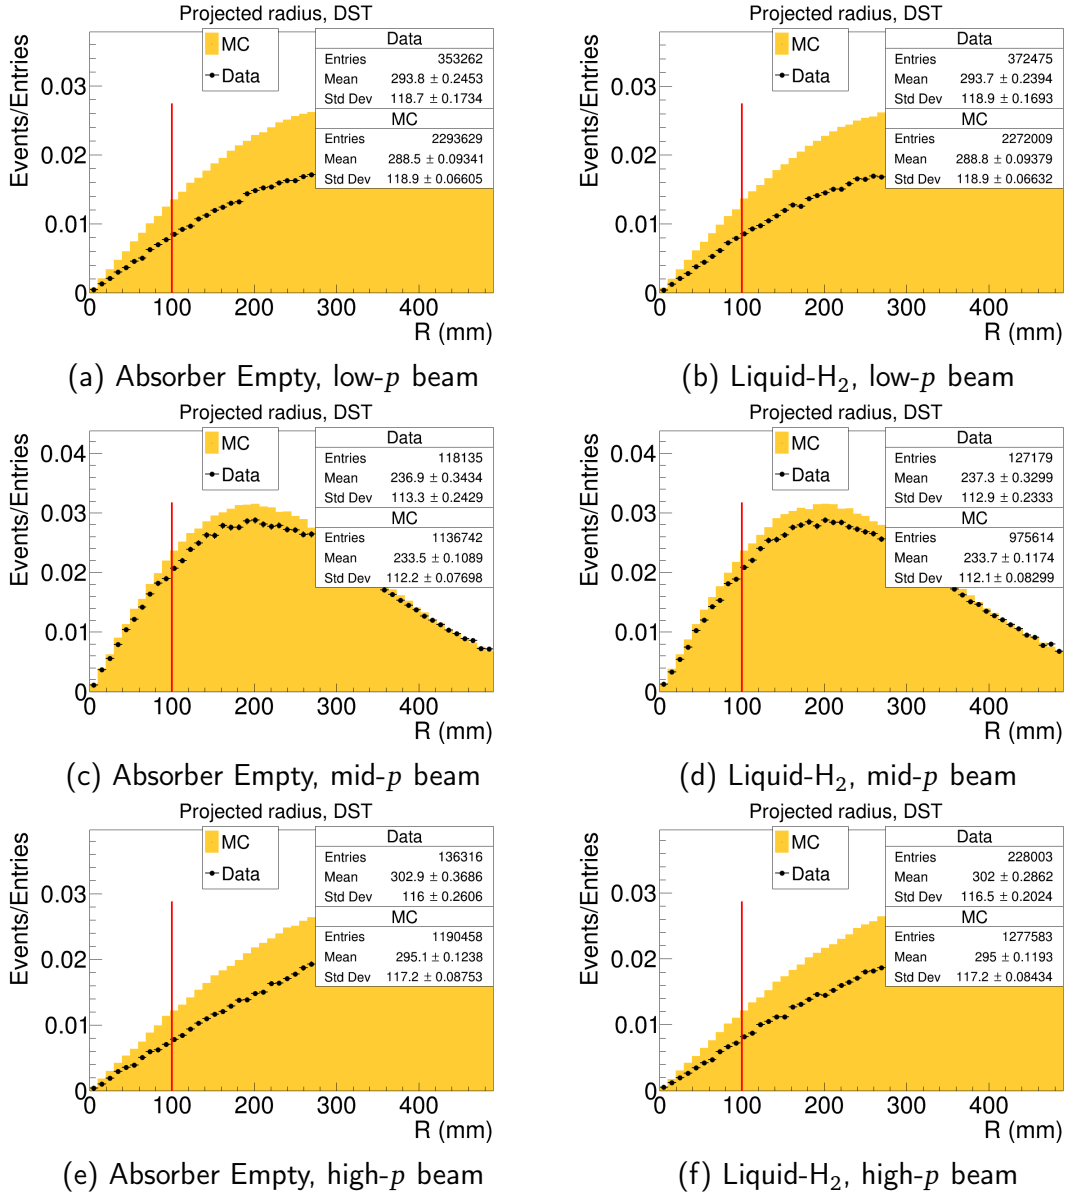 Projected radius, DST
Events/Entries
0.03
0.02
0.01
0
MC
Data
Data
Entries 353262
Mean 293.8 ± 0.2453
Std Dev 118.7 ± 0.1734
MC
Entries 2293629
Mean 288.5 ± 0.09341
Std Dev 118.9 ± 0.06605
0 100 200 300 400
R (mm)
(a) Absorber Empty, low-p beam
Projected radius, DST
Events/Entries
0.03
0.02
0.01
0
MC
Data
Data
Entries 372475
Mean 293.7 ± 0.2394
Std Dev 118.9 ± 0.1693
MC
Entries 2272009
Mean 288.8 ± 0.09379
Std Dev 118.9 ± 0.06632
0 100 200 300 400
R (mm)
(b) Liquid-H₂, low-p beam
Projected radius, DST
Events/Entries
0.04
0.03
0.02
0.01
0
MC
Data
Data
Entries 118135
Mean 236.9 ± 0.3434
Std Dev 113.3 ± 0.2429
MC
Entries 1136742
Mean 233.5 ± 0.1089
Std Dev 112.2 ± 0.07698
0 100 200 300 400
R (mm)
(c) Absorber Empty, mid-p beam
Projected radius, DST
Events/Entries
0.04
0.03
0.02
0.01
0
MC
Data
Data
Entries 127179
Mean 237.3 ± 0.3299
Std Dev 112.9 ± 0.2333
MC
Entries 975614
Mean 233.7 ± 0.1174
Std Dev 112.1 ± 0.08299
0 100 200 300 400
R (mm)
(d) Liquid-H₂, mid-p beam
Projected radius, DST
Events/Entries
0.03
0.02
0.01
0
MC
Data
Data
Entries 136316
Mean 302.9 ± 0.3686
Std Dev 116 ± 0.2606
MC
Entries 1190458
Mean 295.1 ± 0.1238
Std Dev 117.2 ± 0.08753
0 100 200 300 400
R (mm)
(e) Absorber Empty, high-p beam
Projected radius, DST
Events/Entries
0.03
0.02
0.01
0
MC
Data
Data
Entries 228003
Mean 302 ± 0.2862
Std Dev 116.5 ± 0.2024
MC
Entries 1277583
Mean 295 ± 0.1193
Std Dev 117.2 ± 0.08434
0 100 200 300 400
R (mm)
(f) Liquid-H₂, high-p beam